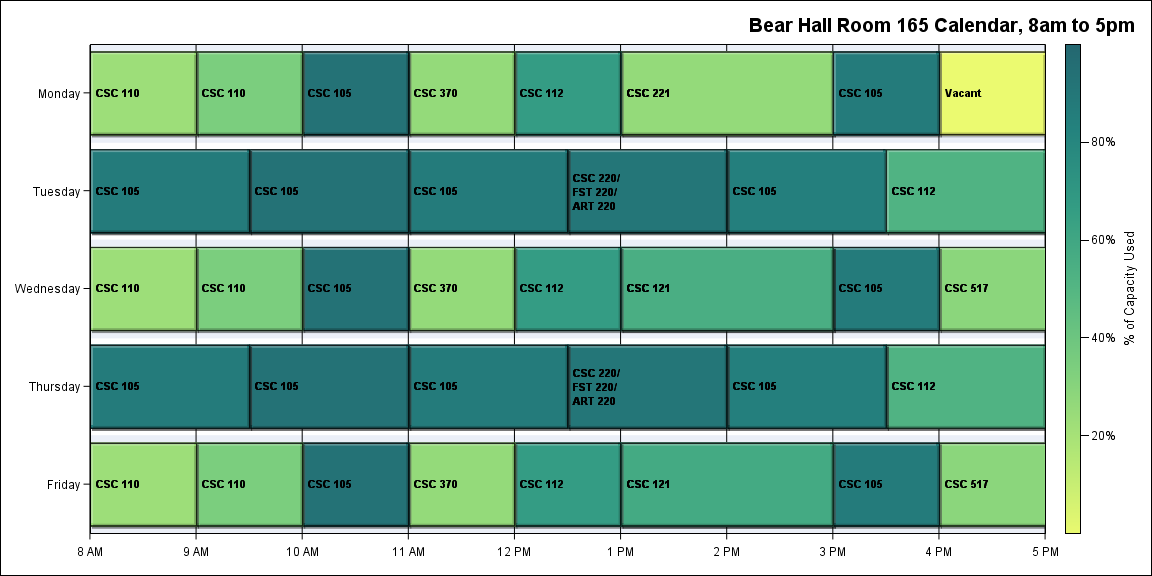 Bear Hall Room 165 Calendar, 8am to 5pm
Monday
CSC 110
CSC 110
CSC 105
CSC 370
CSC 112
CSC 221
CSC 105
Vacant
Tuesday
CSC 105
CSC 105
CSC 105
CSC 220/
FST 220/
ART 220
CSC 105
CSC 112
Wednesday
CSC 110
CSC 110
CSC 105
CSC 370
CSC 112
CSC 121
CSC 105
CSC 517
Thursday
CSC 105
CSC 105
CSC 105
CSC 220/
FST 220/
ART 220
CSC 105
CSC 112
Friday
CSC 110
CSC 110
CSC 105
CSC 370
CSC 112
CSC 121
CSC 105
CSC 517
8 AM
9 AM
10 AM
11 AM
12 PM
1 PM
2 PM
3 PM
4 PM
5 PM
80%
60%
40%
20%
% of Capacity Used